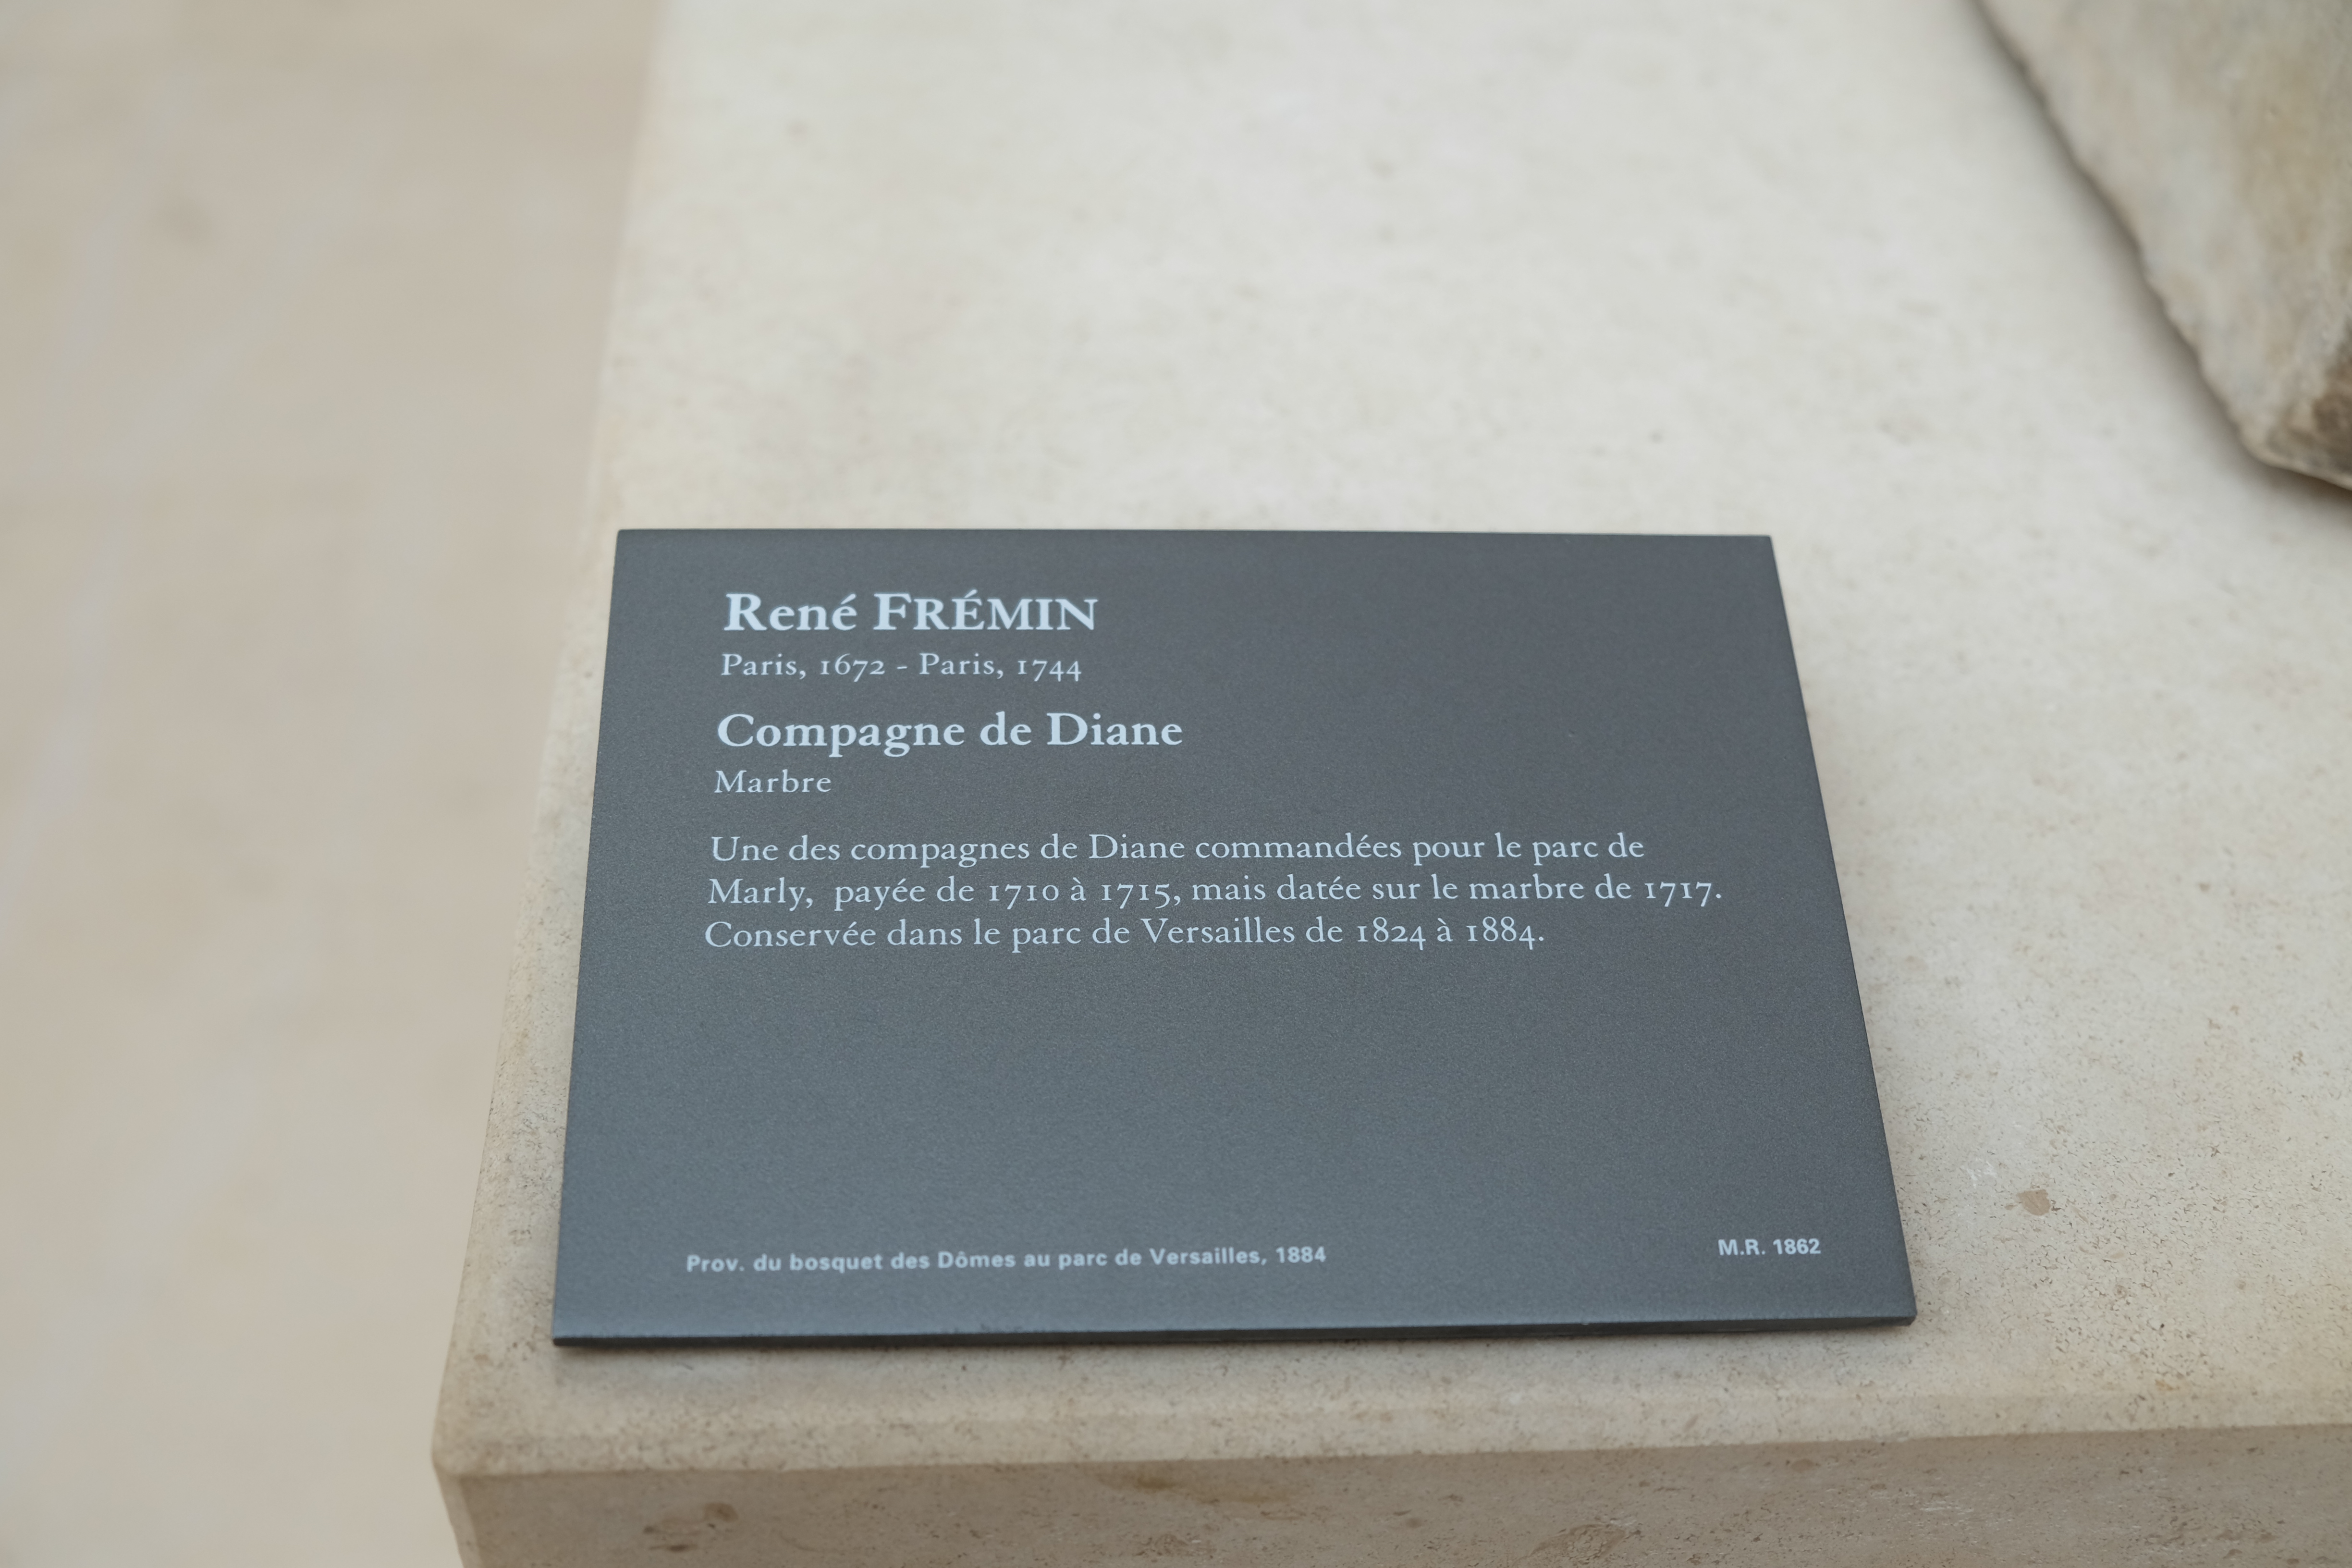 René FRÉMIN
Paris, 1672 - Paris, 1744
Compagne de Diane
Marbre
Une des compagnes de Diane commandées pour le parc de
Marly, payée de 1710 à 1715, mais datée sur le marbre de 1717.
Conservée dans le parc de Versailles de 1824 à 1884.
Prov. du bosquet des Dômes au parc de Versailles, 1884
M.R. 1862